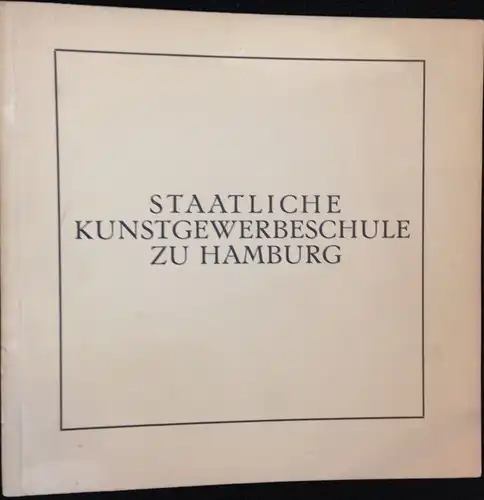 STAATLICHE
KUNSTGEWERBESCHULE
ZU HAMBURG